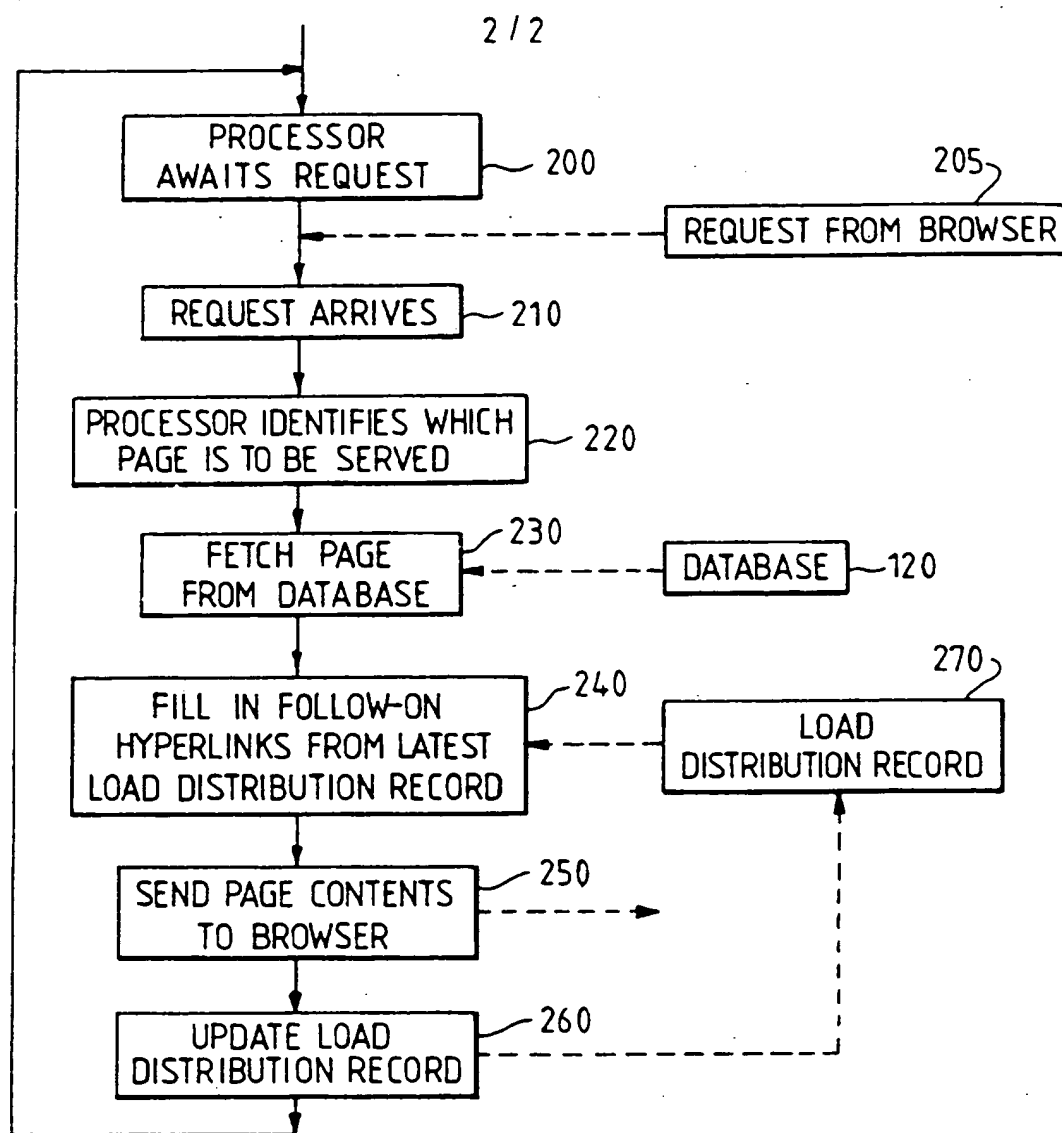 2/2
PROCESSOR
AWAITS REQUEST
200
205
REQUEST FROM BROWSER
REQUEST ARRIVES
210
PROCESSOR IDENTIFIES WHICH
PAGE IS TO BE SERVED
220
230
FETCH PAGE
FROM DATABASE
DATABASE
120
240
FILL IN FOLLOW-ON
HYPERLINKS FROM LATEST
LOAD DISTRIBUTION RECORD
270
LOAD
DISTRIBUTION RECORD
250
SEND PAGE CONTENTS
TO BROWSER
260
UPDATE LOAD
DISTRIBUTION RECORD